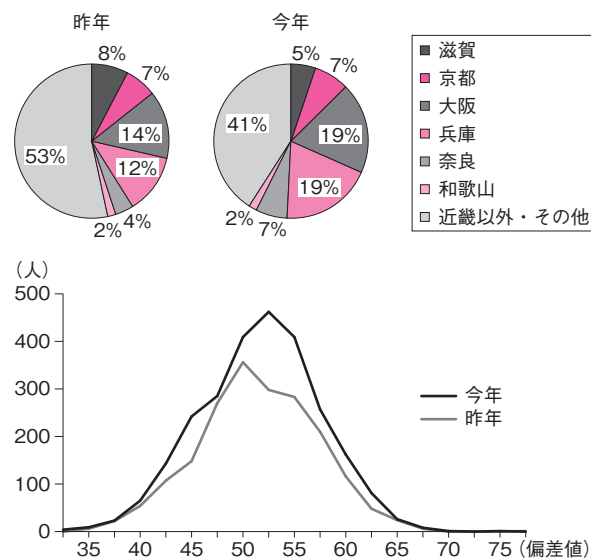 昨年
8%
7%
14%
12%
4%
2%
53%
今年
5%
7%
19%
19%
7%
2%
41%
滋賀
京都
大阪
兵庫
奈良
和歌山
近畿以外・その他
(人)
500
400
300
200
100
0
今年
昨年
35 40 45 50 55 60 65 70 75 (偏差値)